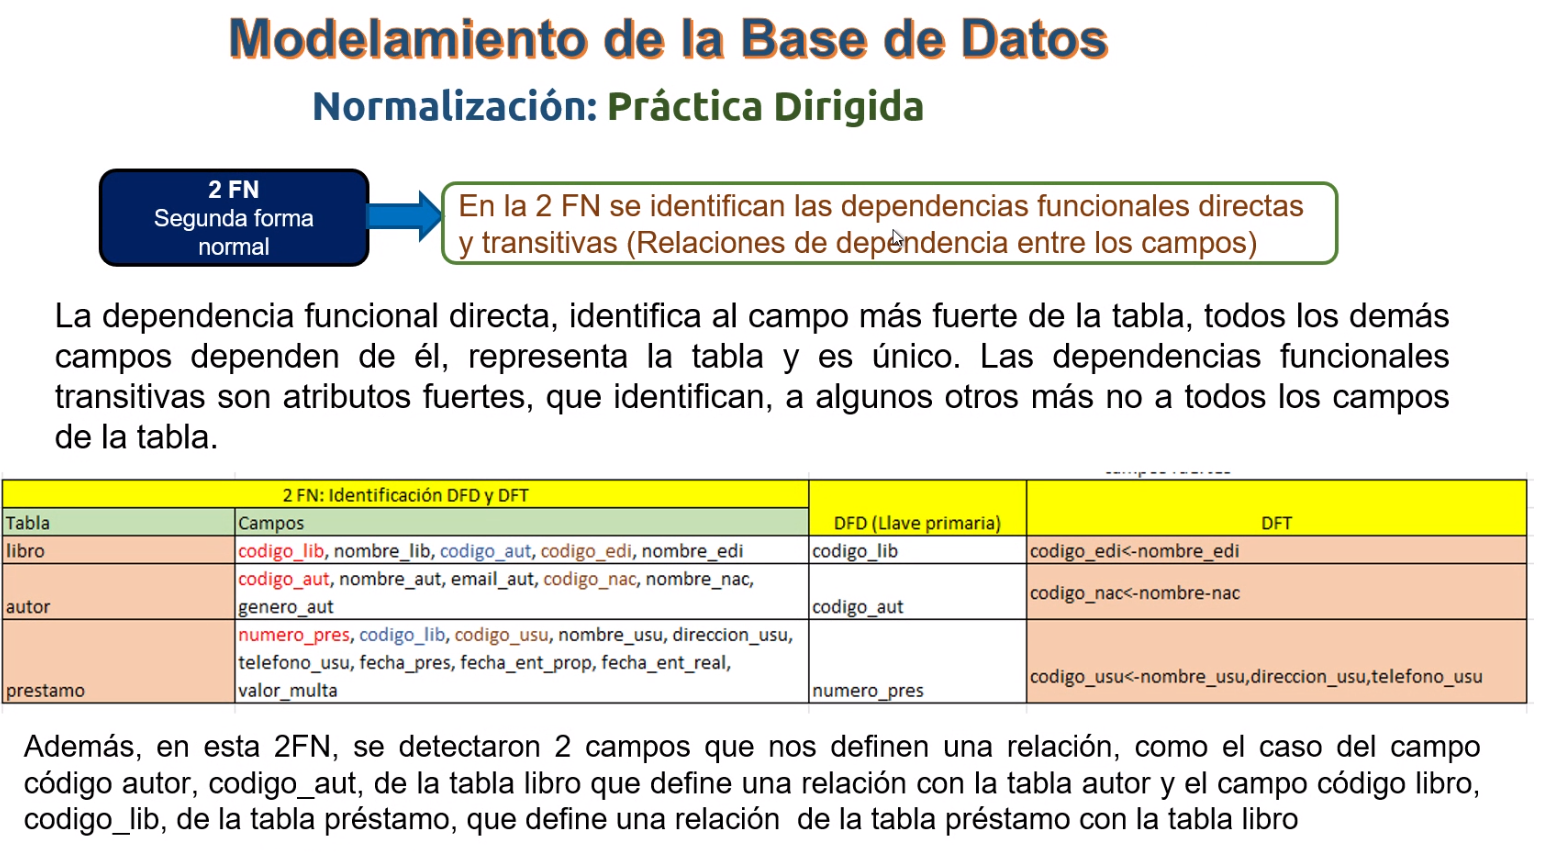 Modelamiento de la Base de Datos
Normalización: Práctica Dirigida
2 FN
Segunda forma
normal
En la 2 FN se identifican las dependencias funcionales directas
y transitivas (Relaciones de dependencia entre los campos)
La dependencia funcional directa, identifica al campo más fuerte de la tabla, todos los demás
campos dependen de él, representa la tabla y es único. Las dependencias funcionales
transitivas son atributos fuertes, que identifican, a algunos otros más no a todos los campos
de la tabla.
2 FN: Identificación DFD y DFT
Tabla
Campos
DFD (Llave primaria)
DFT
libro
codigo_lib, nombre_lib, codigo_aut, codigo_edi, nombre_edi
codigo_lib
codigo_edi<-nombre_edi
autor
codigo_aut, nombre_aut, email_aut, codigo_nac, nombre_nac,
genero_aut
codigo_aut
codigo_nac<-nombre-nac
prestamo
numero_pres, codigo_lib, codigo_usu, nombre_usu, direccion_usu,
telefono_usu, fecha_pres, fecha_ent_prop, fecha_ent_real,
valor_multa
numero_pres
codigo_usu<-nombre_usu,direccion_usu,telefono_usu
Además, en esta 2FN, se detectaron 2 campos que nos definen una relación, como el caso del campo
código autor, codigo_aut, de la tabla libro que define una relación con la tabla autor y el campo código libro,
codigo_lib, de la tabla préstamo, que define una relación de la tabla préstamo con la tabla libro